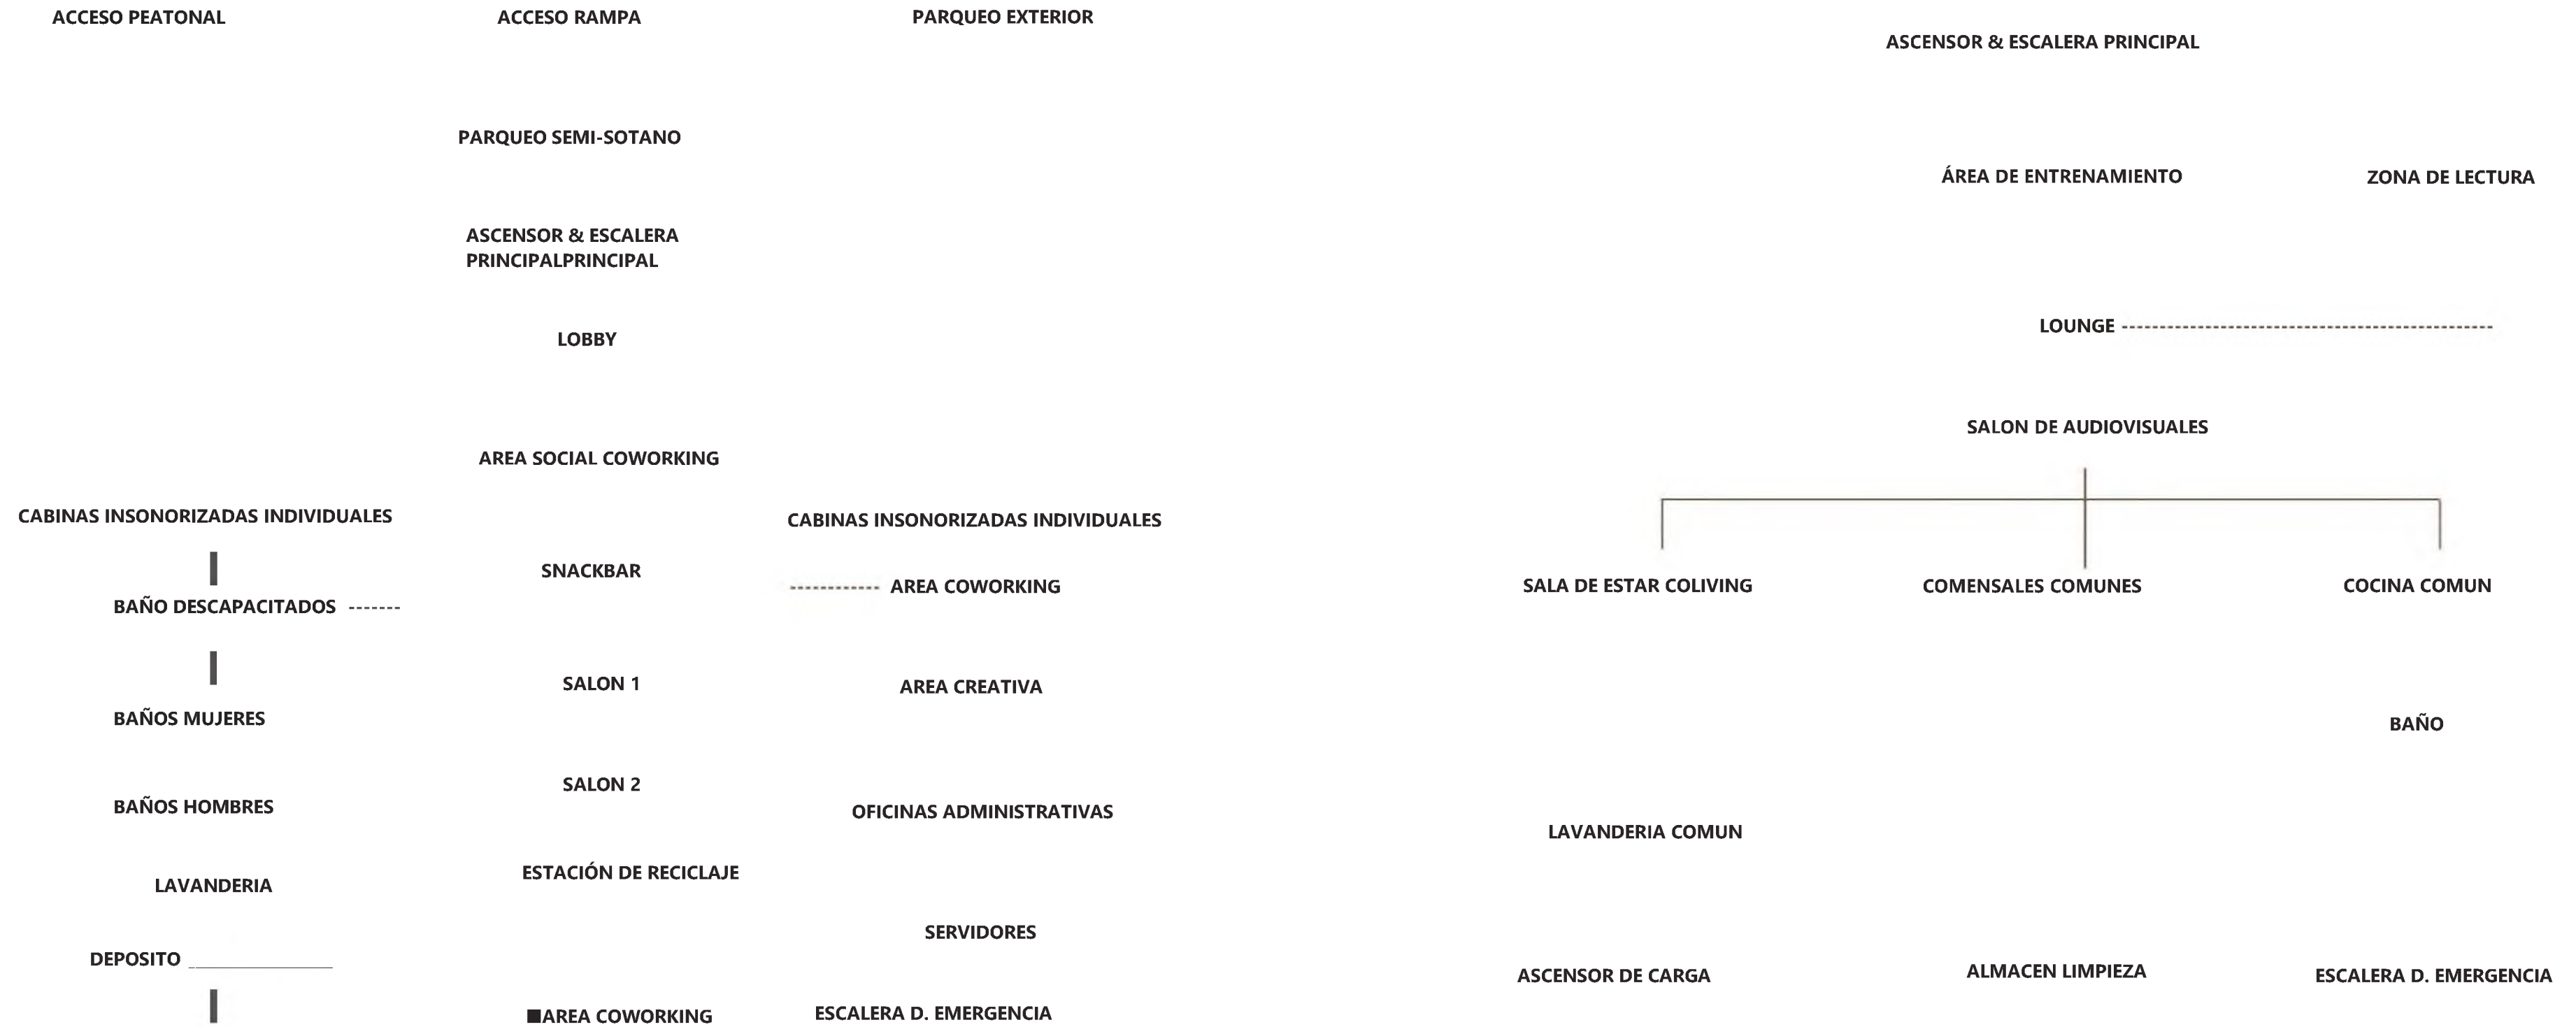 ACCESO PEATONAL
ACCESO RAMPA
PARQUEO EXTERIOR
PARQUEO SEMI-SOTANO
ASCENSOR & ESCALERA
PRINCIPALPRINCIPAL
LOBBY
AREA SOCIAL COWORKING
CABINAS INSONORIZADAS INDIVIDUALES
CABINAS INSONORIZADAS INDIVIDUALES
SNACKBAR
AREA COWORKING
BAÑO DESCAPACITADOS
SALON 1
AREA CREATIVA
BAÑOS MUJERES
SALON 2
BAÑOS HOMBRES
OFICINAS ADMINISTRATIVAS
ESTACIÓN DE RECICLAJE
LAVANDERIA
SERVIDORES
DEPOSITO
AREA COWORKING
ESCALERA D. EMERGENCIA
ASCENSOR & ESCALERA PRINCIPAL
ÁREA DE ENTRENAMIENTO
ZONA DE LECTURA
LOUNGE
SALON DE AUDIOVISUALES
SALA DE ESTAR COLIVING
COMENSALES COMUNES
COCINA COMUN
BAÑO
LAVANDERIA COMUN
ASCENSOR DE CARGA
ALMACEN LIMPIEZA
ESCALERA D. EMERGENCIA